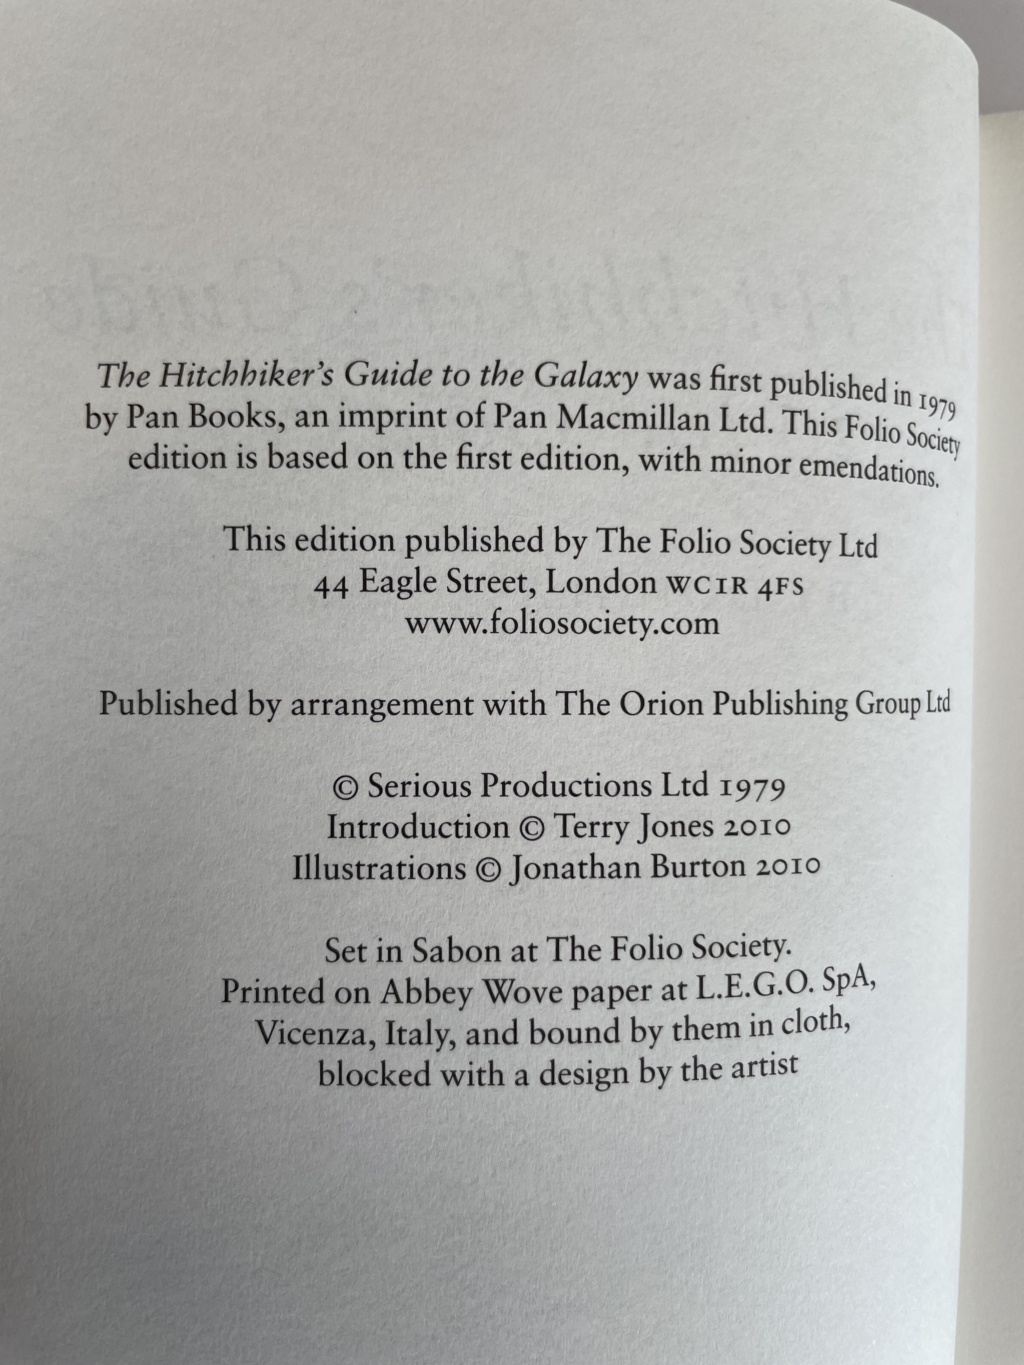 The Hitchhiker's Guide to the Galaxy was first published in 1979
by Pan Books, an imprint of Pan Macmillan Ltd. This Folio Society
edition is based on the first edition, with minor emendations.
This edition published by The Folio Society Ltd
44 Eagle Street, London WC1R 4FS
www.foliosociety.com
Published by arrangement with The Orion Publishing Group Ltd
© Serious Productions Ltd 1979
Introduction © Terry Jones 2010
Illustrations © Jonathan Burton 2010
Set in Sabon at The Folio Society.
Printed on Abbey Wove paper at L.E.G.O. SpA,
Vicenza, Italy, and bound by them in cloth,
blocked with a design by the artist